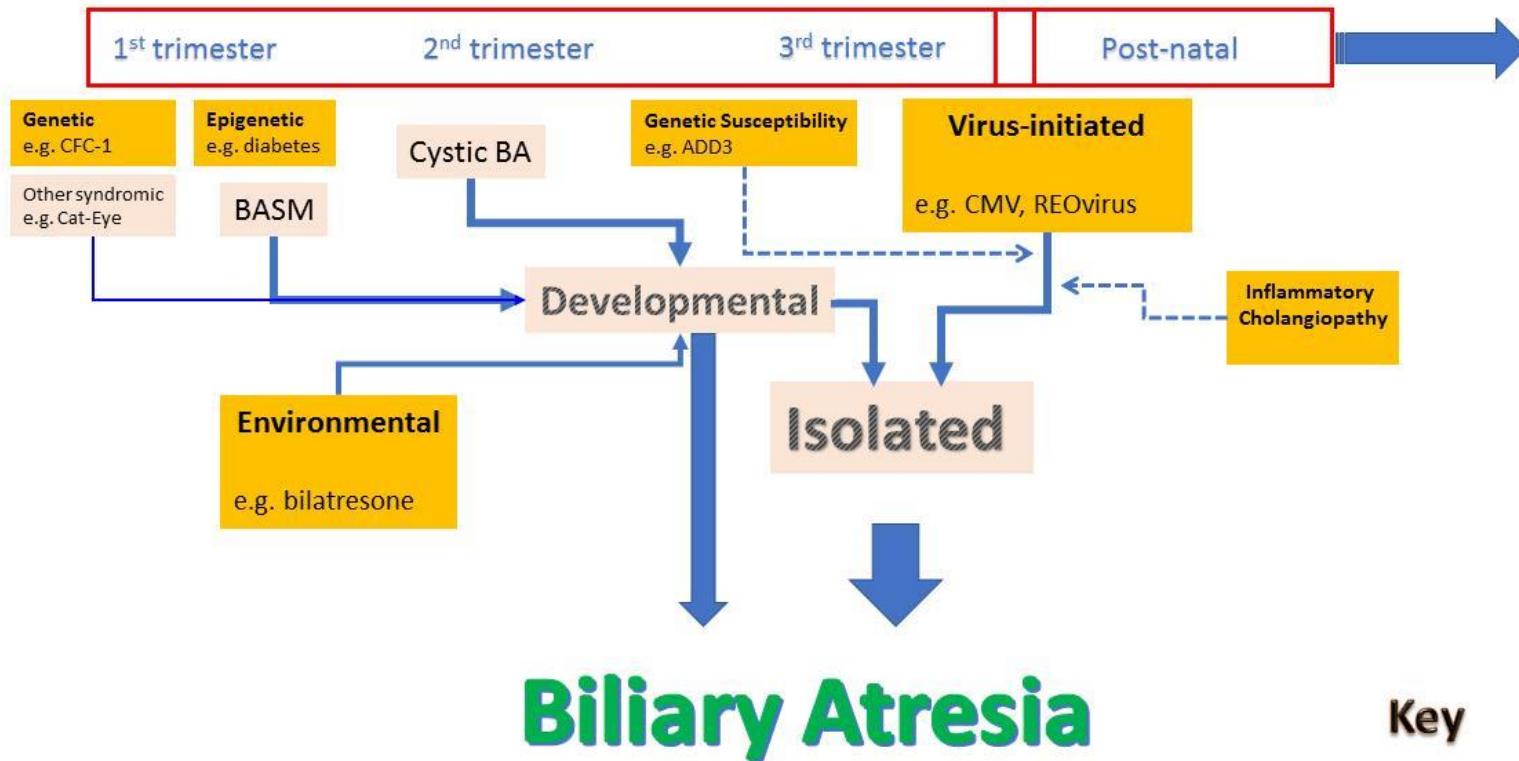 1st trimester
2nd trimester
3rd trimester
Post-natal
Genetic
e.g. CFC-1
Epigenetic
e.g. diabetes
Cystic BA
Genetic Susceptibility
e.g. ADD3
Virus-initiated
e.g. CMV, REOvirus
Other syndromic
e.g. Cat-Eye
BASM
Developmental
Inflammatory
Cholangiopathy
Environmental
e.g. bilatresone
Isolated
Biliary Atresia
Key